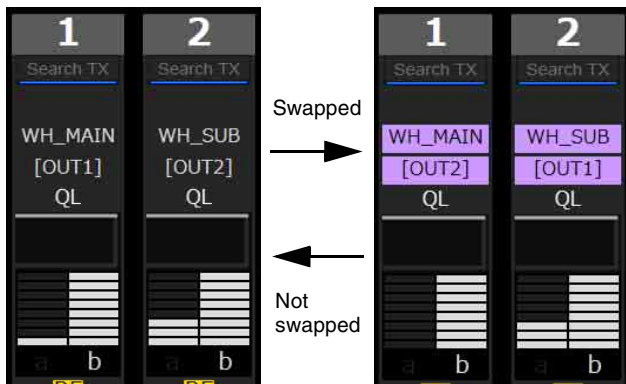 1
2
Search TX
Search TX
WH_MAIN
WH_SUB
[OUT1]
[OUT2]
QL
QL
a b
a b
Swapped
Not
swapped
1
2
Search TX
Search TX
WH_MAIN
WH_SUB
[OUT2]
[OUT1]
QL
QL
a b
a b